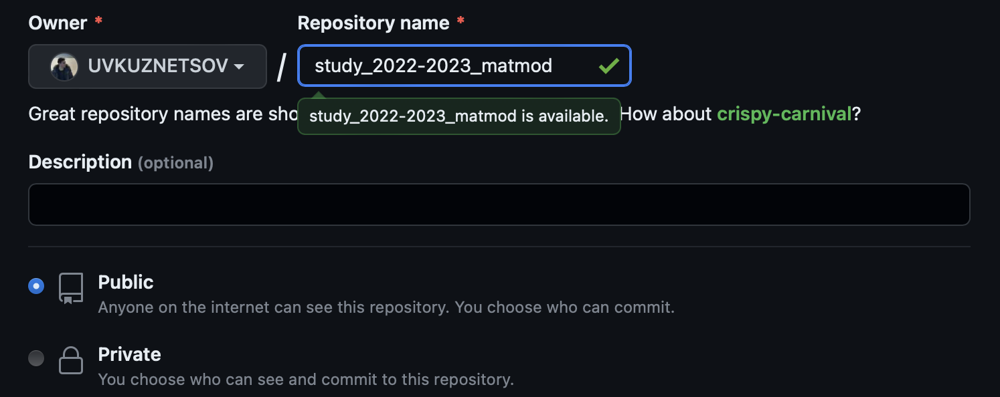 Owner * Repository name *
UVKUZNETSOV / study_2022-2023_matmod
Great repository names are sho How about crispy-carnival?
study_2022-2023_matmod is available.
Description (optional)
Public
Anyone on the internet can see this repository. You choose who can commit.
Private
You choose who can see and commit to this repository.